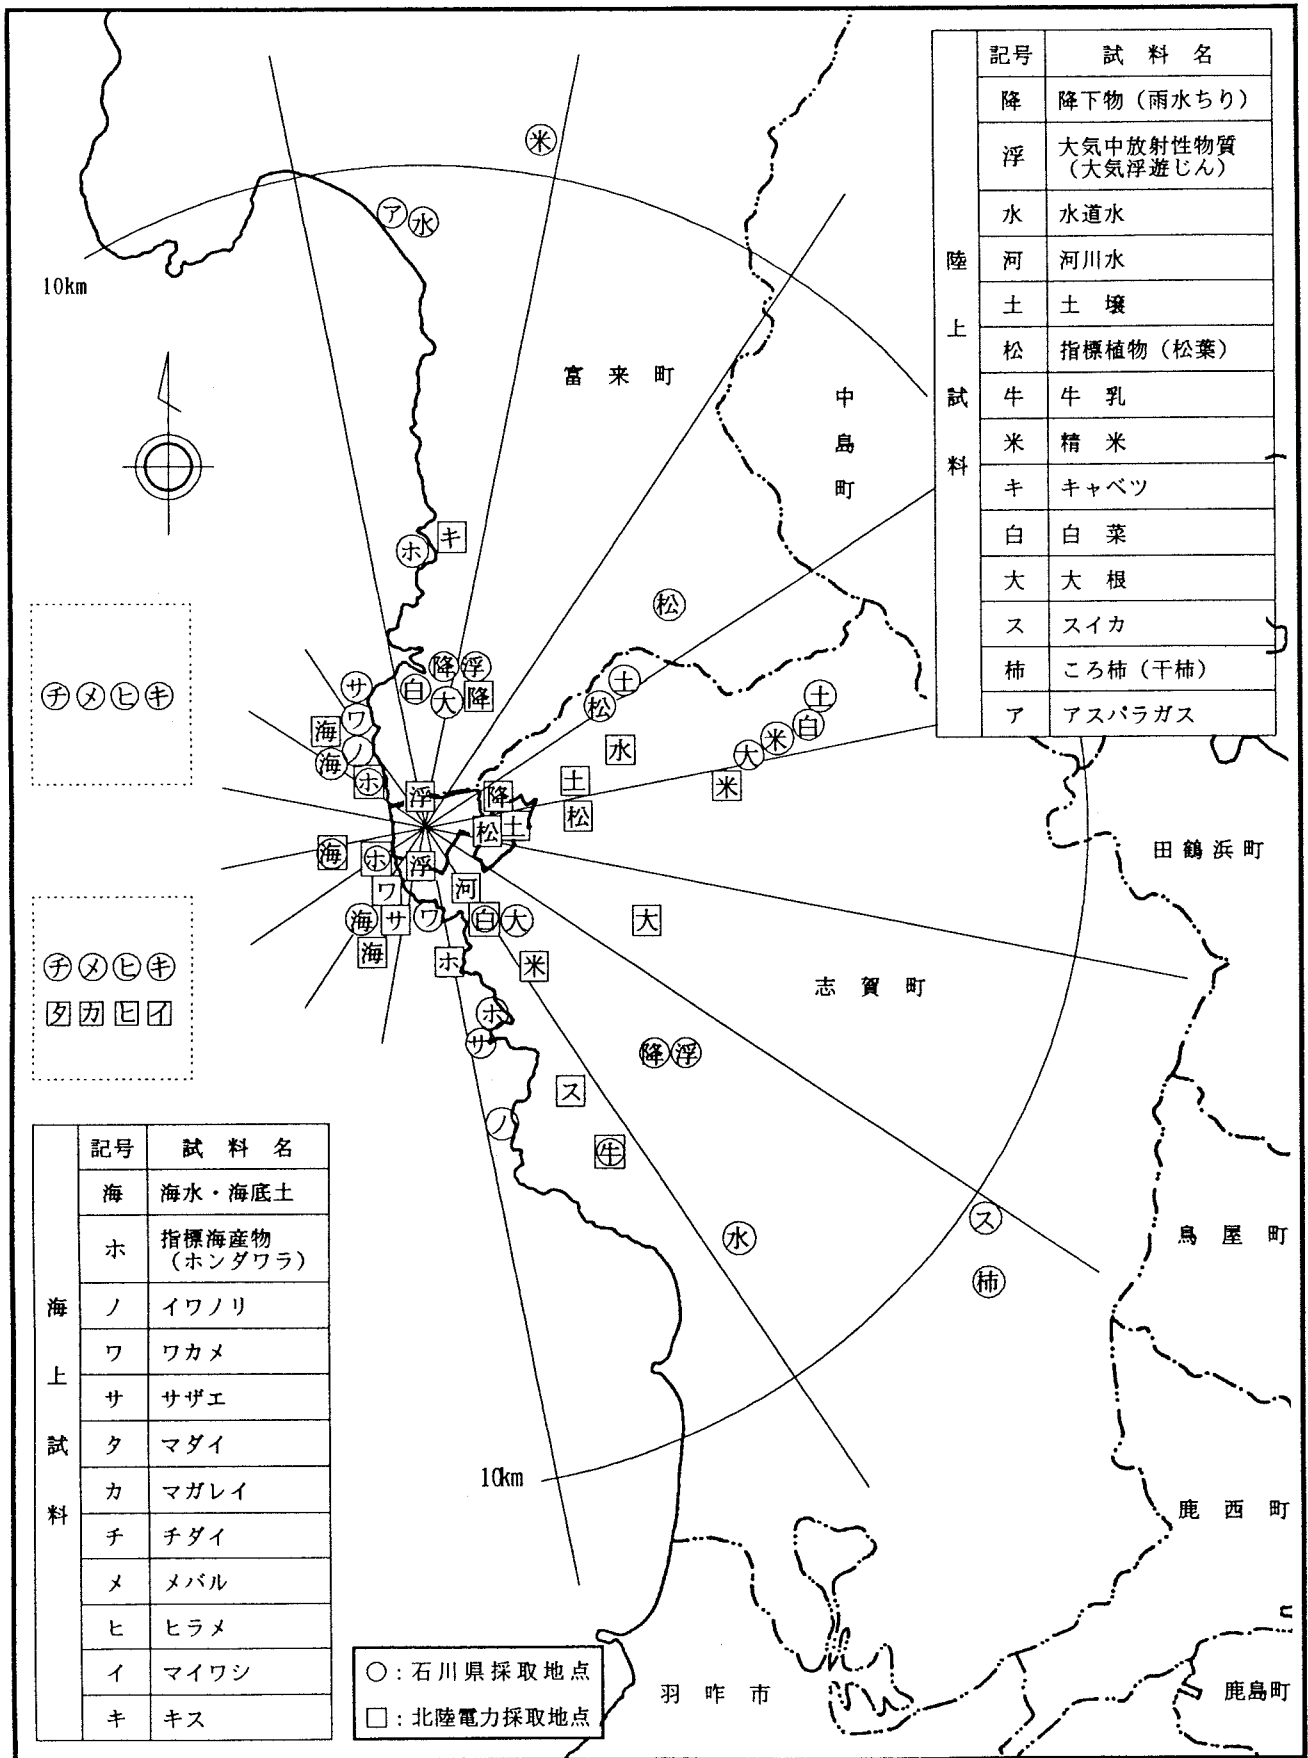 記号 試料名
降 降下物（雨水ちり）
浮 大気中放射性物質
（大気浮遊じん）
水 水道水
河 河川水
土 土壌
松 指標植物（松葉）
牛 牛乳
米 精米
キ キャベツ
白 白菜
大 大根
ス スイカ
柿 ころ柿（干柿）
ア アスパラガス
陸上試料
米
ア 水
10km
富来町
中島町
ホ キ
松
チ メ ヒ キ
サ 降 浮
白 大 降
土
松
土
ワ
海
ノ
海
ホ
水
白
米
大
米
浮 降
土
松
松 土
田鶴浜町
海 ホ 浮
ワ 河
海 サ ワ 白 大
大
海 ホ 米
チ メ ヒ キ
タ カ ヒ イ
志賀町
ホ
サ
降 浮
ス
ノ
牛
水
ス
柿
鳥屋町
記号 試料名
海 海水・海底土
ホ 指標海産物
（ホンダワラ）
ノ イワノリ
ワ ワカメ
サ サザエ
タ マダイ
カ マガレイ
チ チダイ
メ メバル
ヒ ヒラメ
イ マイワシ
キ キス
海上試料
10km
鹿西町
○：石川県採取地点
□：北陸電力採取地点
羽咋市
鹿島町